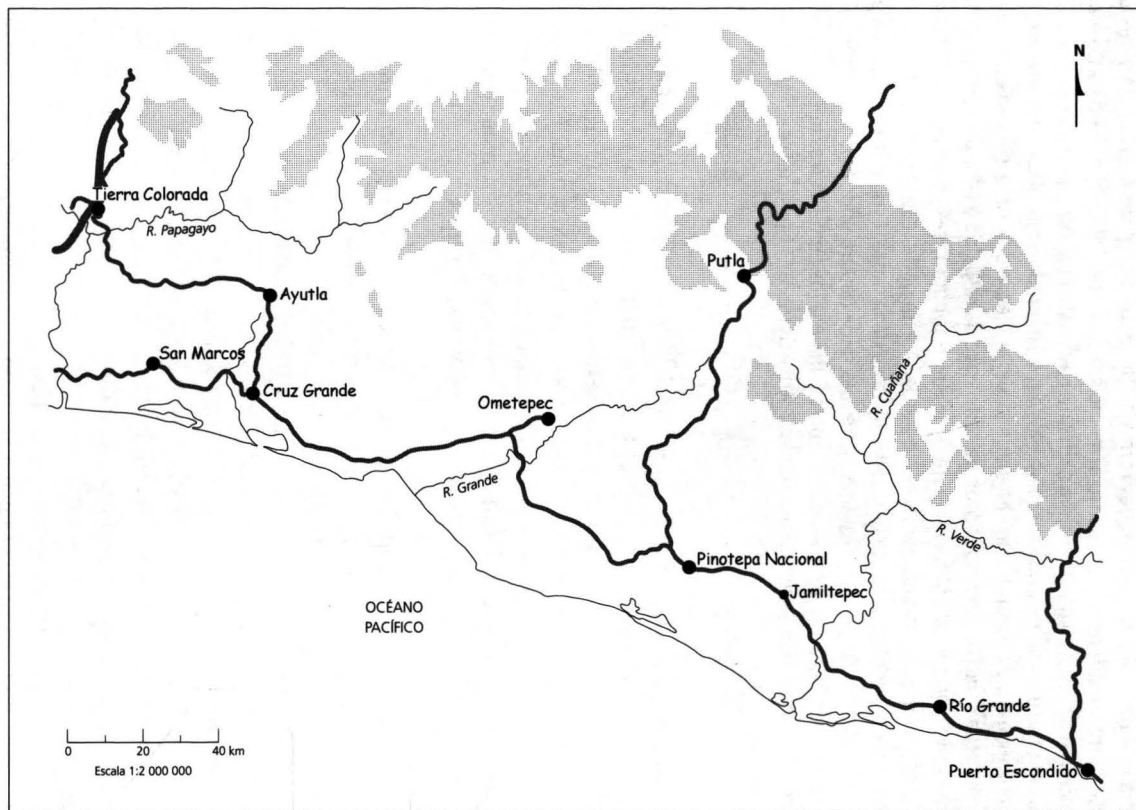 N
Tierra Colorada
R. Papagayo
Putla
Ayutla
San Marcos
Cruz Grande
R. Cuañana
Ometepec
R. Grande
R. Verde
Pinotepa Nacional
Jamiltepec
OCÉANO
PACÍFICO
Río Grande
0 20 40 km
Escala 1:2 000 000
Puerto Escondido